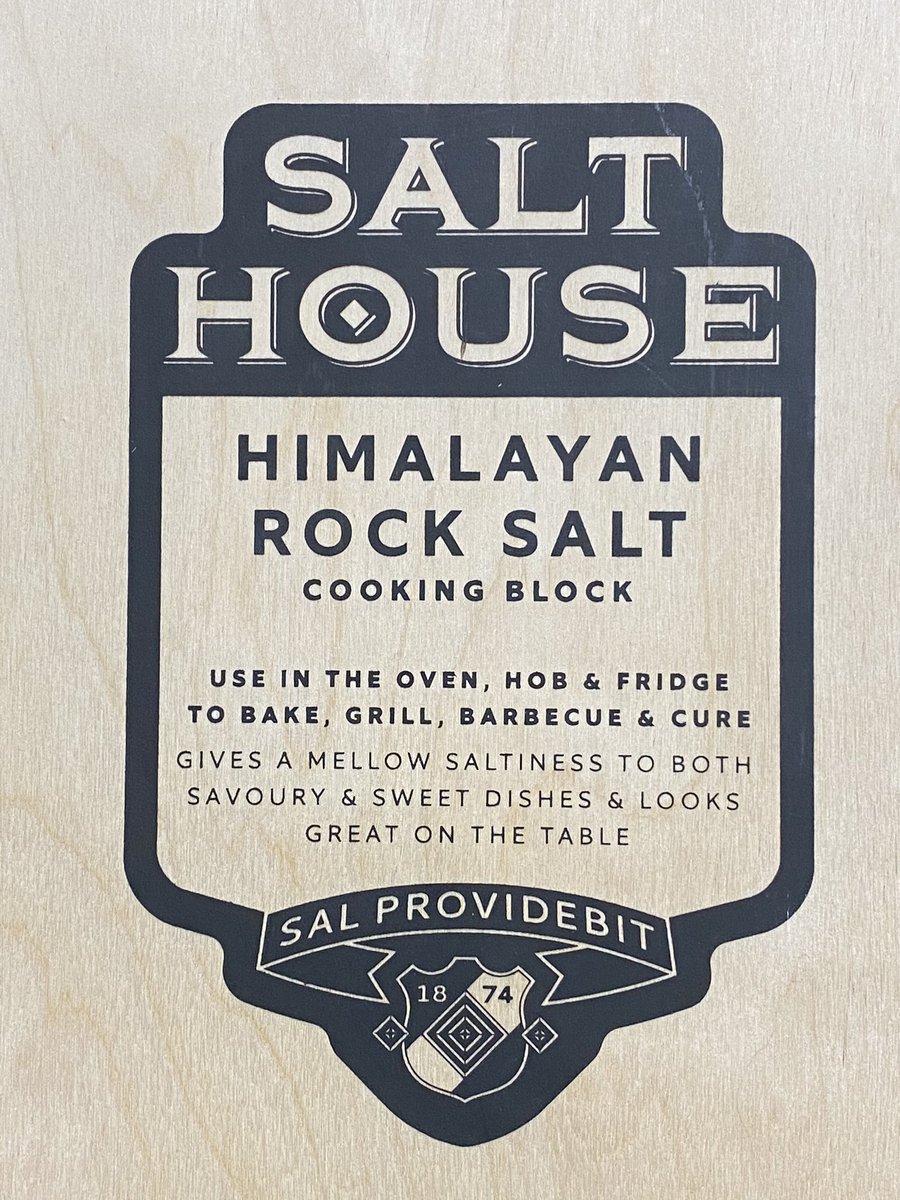 SALT
HOUSE
HIMALAYAN
ROCK SALT
COOKING BLOCK
USE IN THE OVEN, HOB & FRIDGE
TO BAKE, GRILL, BARBECUE & CURE
GIVES A MELLOW SALTINESS TO BOTH
SAVOURY & SWEET DISHES & LOOKS
GREAT ON THE TABLE
SAL PROVIDEBIT
18 74